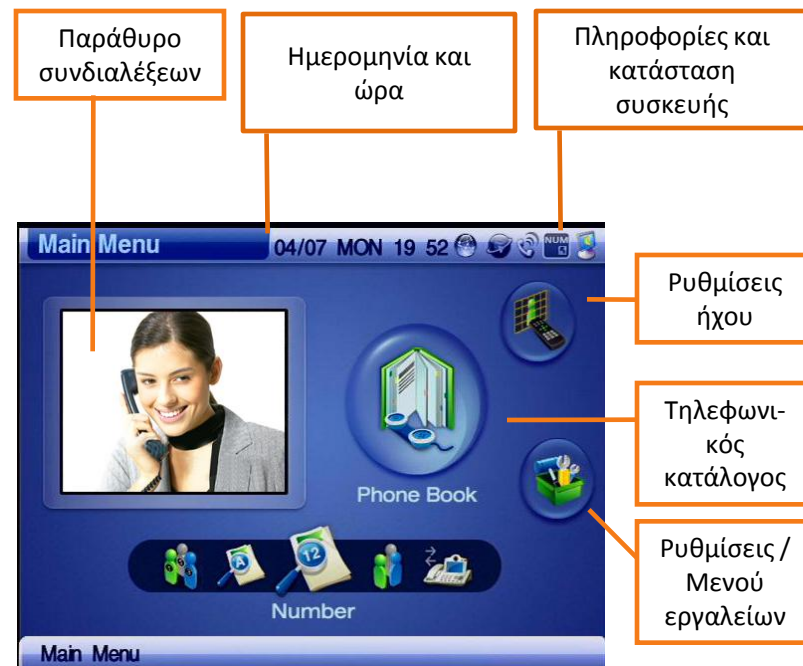 Παράθυρο
συνδιαλέξεων
Ημερομηνία και
ώρα
Πληροφορίες και
κατάσταση
συσκευής
Main Menu
04/07 MON 19 52
NUM
Ρυθμίσεις
ήχου
Τηλεφωνι-
κός
κατάλογος
Phone Book
A
12
Number
Ρυθμίσεις /
Μενού
εργαλείων
Main Menu